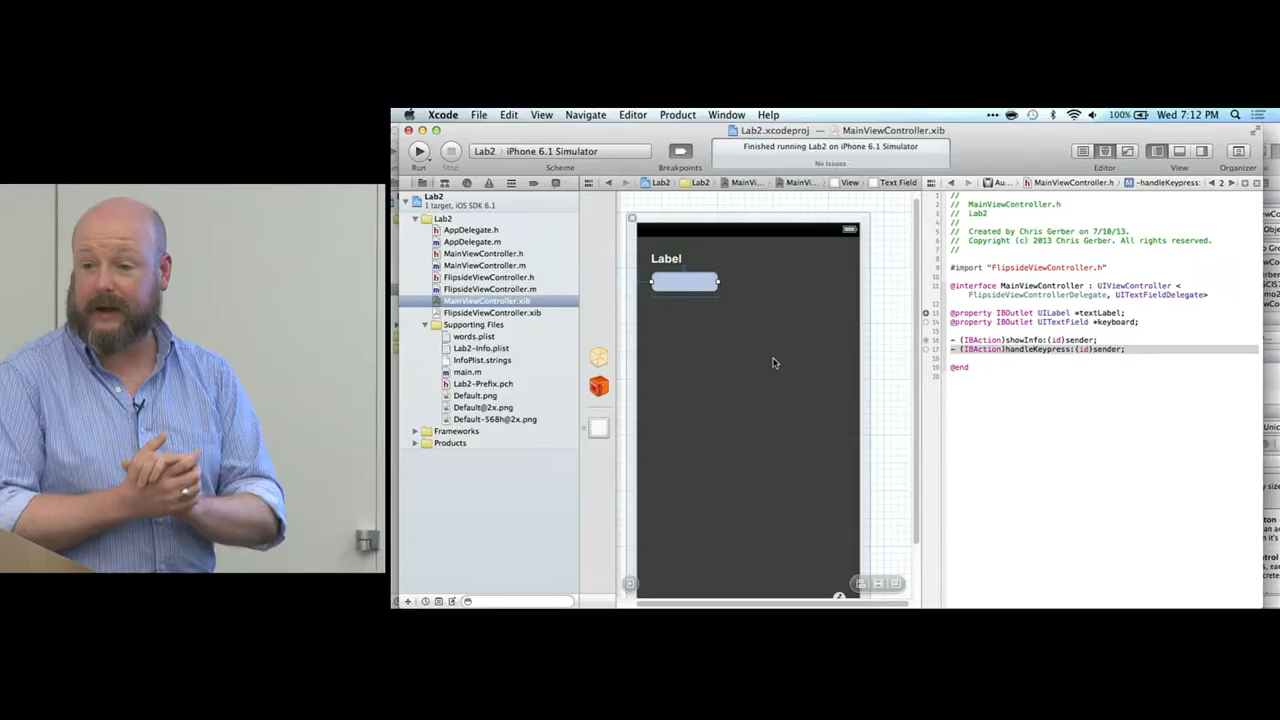 Xcode File Edit View Navigate Editor Product Window Help
100% Wed 7:12 PM
Lab2.xcodeproj — MainViewController.xib
Lab2 iPhone 6.1 Simulator
Finished running Lab2 on iPhone 6.1 Simulator
No Issues
Run Stop Scheme Breakpoints Editor View Organizer
Lab2 Lab2 MainVi... MainVi... View Text Field
Au... MainViewController.h -handleKeypress: 2
Lab2
1 target, iOS SDK 6.1
Lab2
AppDelegate.h
AppDelegate.m
MainViewController.h
MainViewController.m
FlipsideViewController.h
FlipsideViewController.m
MainViewController.xib
FlipsideViewController.xib
Supporting Files
words.plist
Lab2-Info.plist
InfoPlist.strings
main.m
Lab2-Prefix.pch
Default.png
Default@2x.png
Default-568h@2x.png
Frameworks
Products
Label
//
// MainViewController.h
// Lab2
//
// Created by Chris Gerber on 7/10/13.
// Copyright (c) 2013 Chris Gerber. All rights reserved.
//
#import "FlipsideViewController.h"
@interface MainViewController : UIViewController <
FlipsideViewControllerDelegate, UITextFieldDelegate>
@property IBOutlet UILabel *textLabel;
@property IBOutlet UITextField *keyboard;
- (IBAction)showInfo:(id)sender;
- (IBAction)handleKeypress:(id)sender;
@end